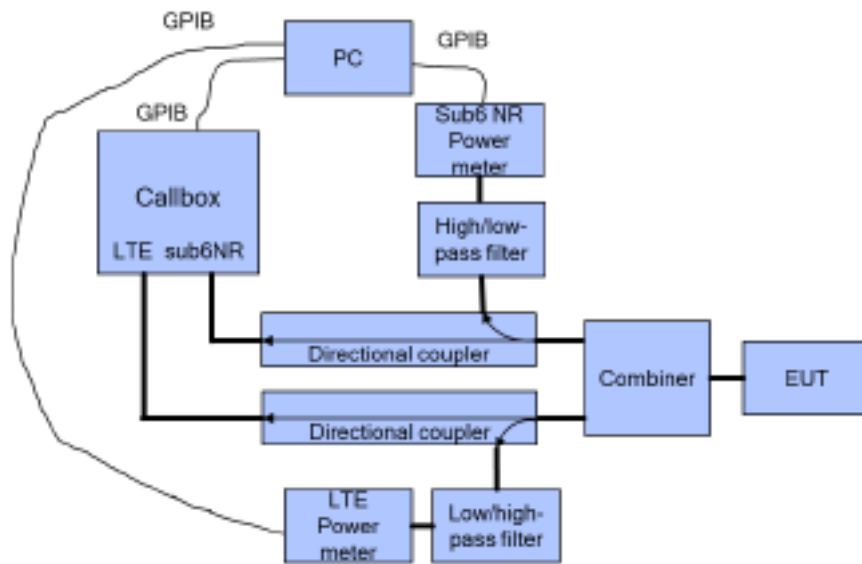 GPIB
PC
GPIB
GPIB
Sub6 NR
Power
meter
Callbox
LTE sub6NR
High/low-
pass filter
Directional coupler
Combiner
EUT
Directional coupler
LTE
Power
meter
Low/high-
pass filter